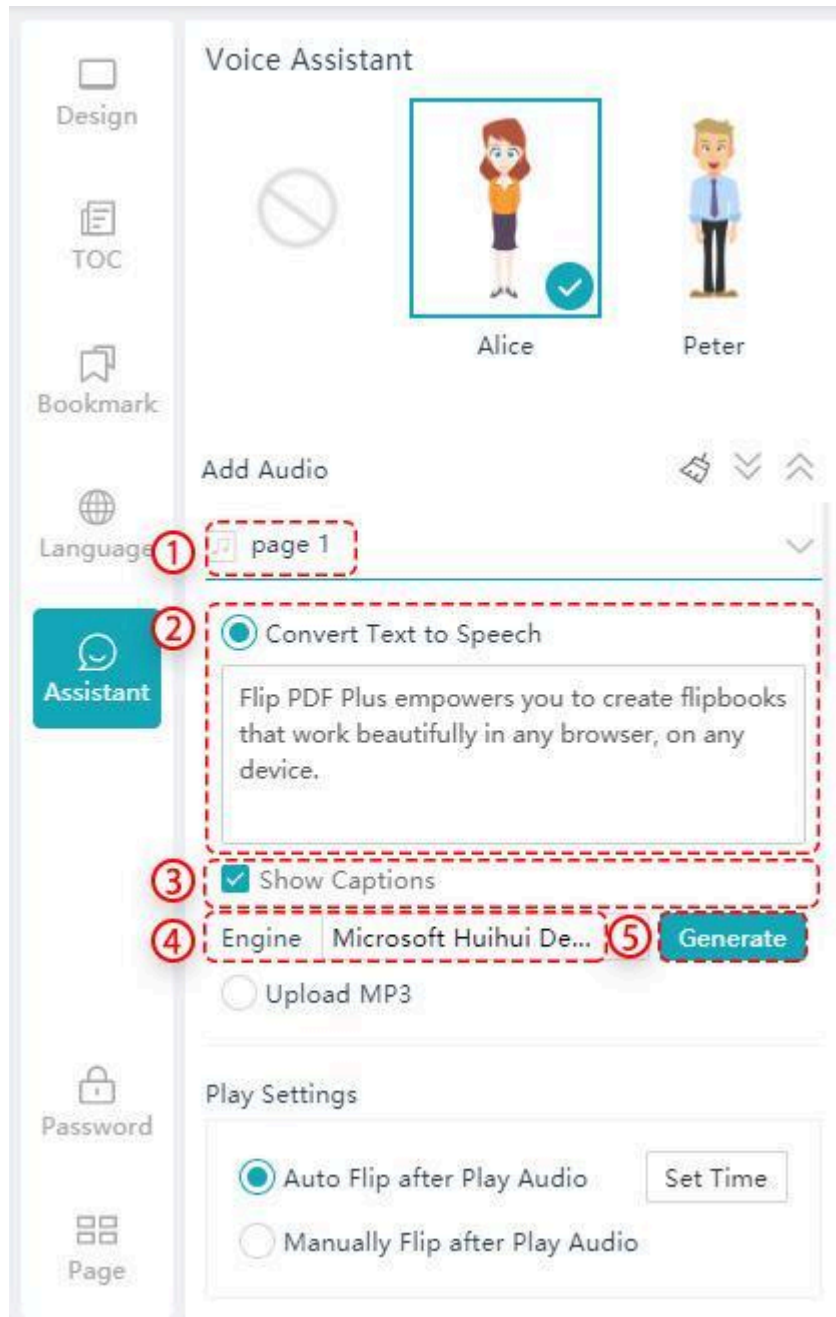 Design
TOC
Bookmark
Language
Assistant
Password
Page
Voice Assistant
Alice
Peter
Add Audio
① page 1
② Convert Text to Speech
Flip PDF Plus empowers you to create flipbooks
that work beautifully in any browser, on any
device.
③ Show Captions
④ Engine Microsoft Huihui De... ⑤ Generate
Upload MP3
Play Settings
Auto Flip after Play Audio Set Time
Manually Flip after Play Audio